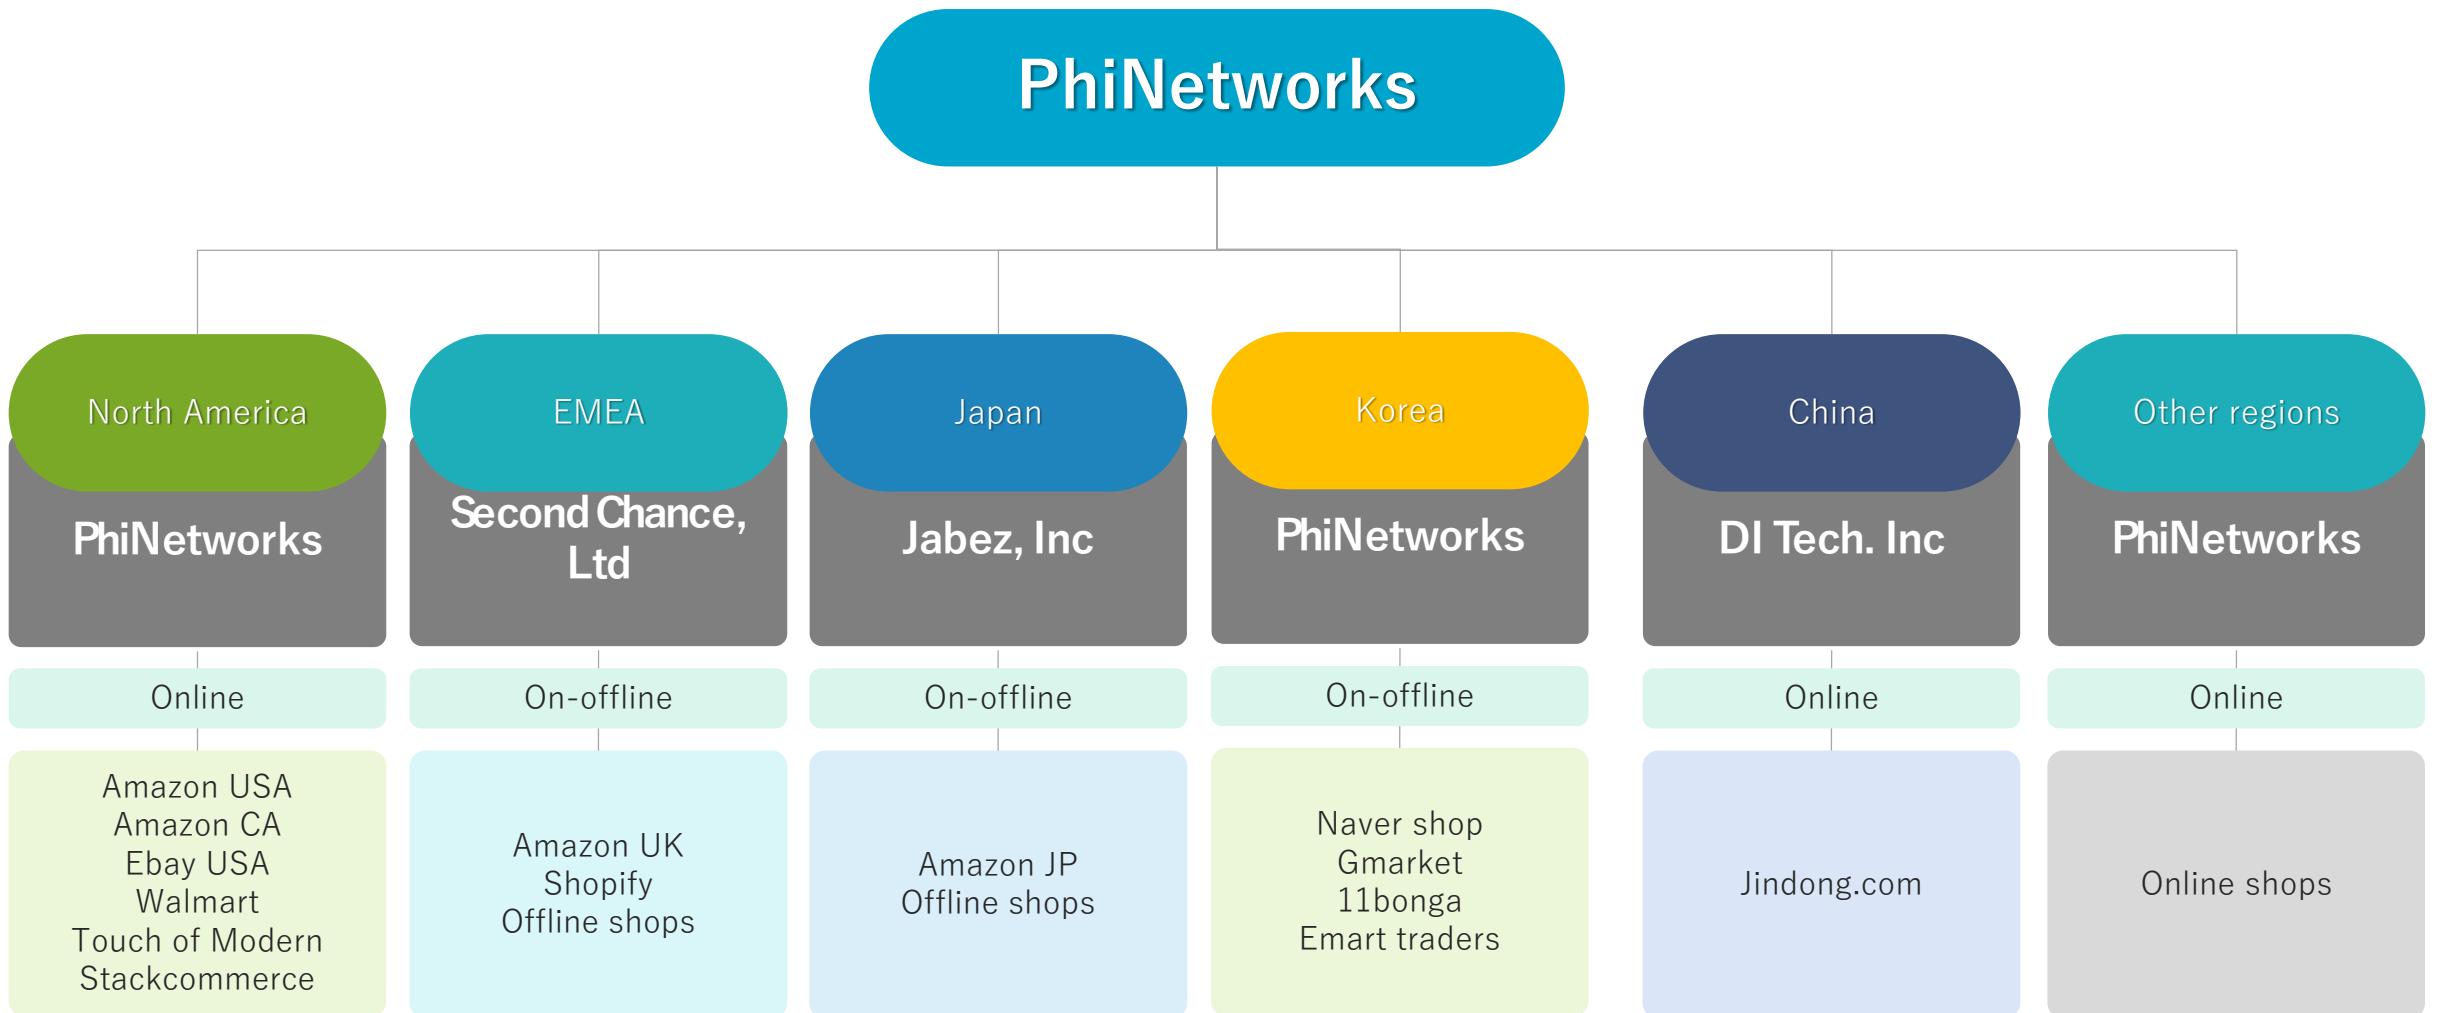 PhiNetworks
North America
EMEA
Japan
Korea
China
Other regions
PhiNetworks
Second Chance,
Ltd
Jabez, Inc
PhiNetworks
DI Tech. Inc
PhiNetworks
Online
On-offline
On-offline
On-offline
Online
Online
Amazon USA
Amazon CA
Ebay USA
Walmart
Touch of Modern
Stackcommerce
Amazon UK
Shopify
Offline shops
Amazon JP
Offline shops
Naver shop
Gmarket
11bonga
Emart traders
Jindong.com
Online shops